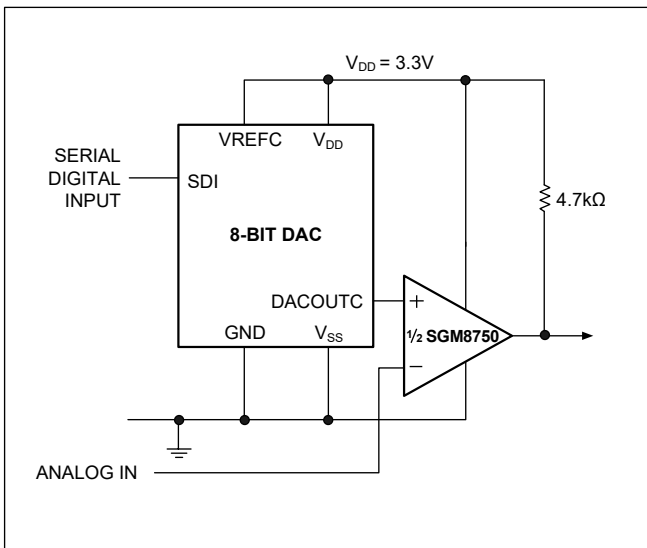 V_DD = 3.3V
VREFC V_DD
SERIAL
DIGITAL
INPUT
SDI
4.7kΩ
8-BIT DAC
DACOUTC
+
½ SGM8750
−
GND V_SS
ANALOG IN